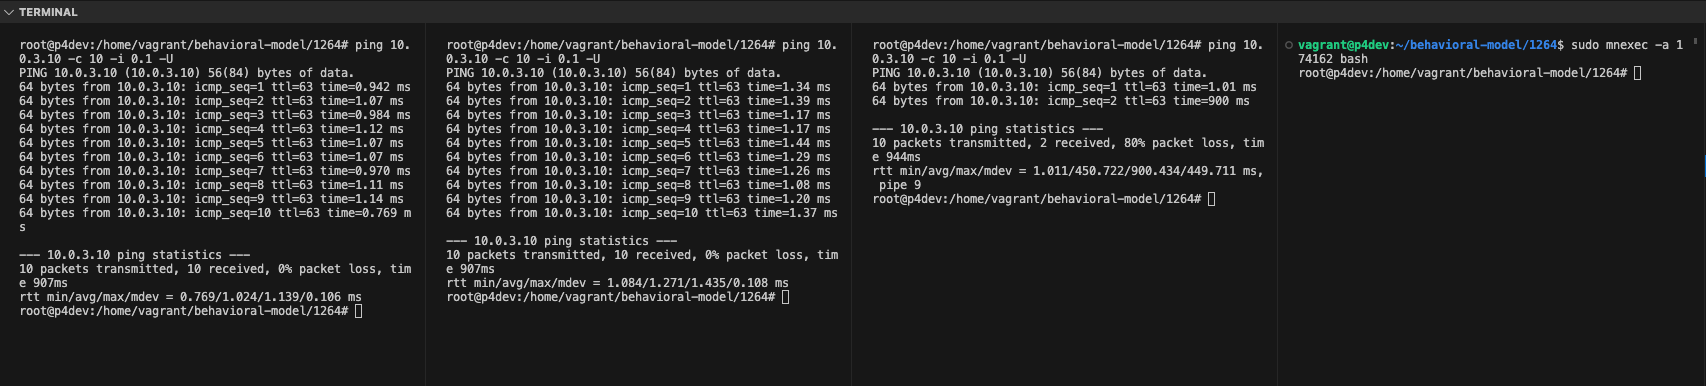 TERMINAL
root@p4dev:/home/vagrant/behavioral-model/1264# ping 10.
0.3.10 -c 10 -i 0.1 -U
PING 10.0.3.10 (10.0.3.10) 56(84) bytes of data.
64 bytes from 10.0.3.10: icmp_seq=1 ttl=63 time=0.942 ms
64 bytes from 10.0.3.10: icmp_seq=2 ttl=63 time=1.07 ms
64 bytes from 10.0.3.10: icmp_seq=3 ttl=63 time=0.984 ms
64 bytes from 10.0.3.10: icmp_seq=4 ttl=63 time=1.12 ms
64 bytes from 10.0.3.10: icmp_seq=5 ttl=63 time=1.07 ms
64 bytes from 10.0.3.10: icmp_seq=6 ttl=63 time=1.07 ms
64 bytes from 10.0.3.10: icmp_seq=7 ttl=63 time=0.970 ms
64 bytes from 10.0.3.10: icmp_seq=8 ttl=63 time=1.11 ms
64 bytes from 10.0.3.10: icmp_seq=9 ttl=63 time=1.14 ms
64 bytes from 10.0.3.10: icmp_seq=10 ttl=63 time=0.769 m
s
--- 10.0.3.10 ping statistics ---
10 packets transmitted, 10 received, 0% packet loss, tim
e 907ms
rtt min/avg/max/mdev = 0.769/1.024/1.139/0.106 ms
root@p4dev:/home/vagrant/behavioral-model/1264#
root@p4dev:/home/vagrant/behavioral-model/1264# ping 10.
0.3.10 -c 10 -i 0.1 -U
PING 10.0.3.10 (10.0.3.10) 56(84) bytes of data.
64 bytes from 10.0.3.10: icmp_seq=1 ttl=63 time=1.34 ms
64 bytes from 10.0.3.10: icmp_seq=2 ttl=63 time=1.39 ms
64 bytes from 10.0.3.10: icmp_seq=3 ttl=63 time=1.17 ms
64 bytes from 10.0.3.10: icmp_seq=4 ttl=63 time=1.17 ms
64 bytes from 10.0.3.10: icmp_seq=5 ttl=63 time=1.44 ms
64 bytes from 10.0.3.10: icmp_seq=6 ttl=63 time=1.29 ms
64 bytes from 10.0.3.10: icmp_seq=7 ttl=63 time=1.26 ms
64 bytes from 10.0.3.10: icmp_seq=8 ttl=63 time=1.08 ms
64 bytes from 10.0.3.10: icmp_seq=9 ttl=63 time=1.20 ms
64 bytes from 10.0.3.10: icmp_seq=10 ttl=63 time=1.37 ms
--- 10.0.3.10 ping statistics ---
10 packets transmitted, 10 received, 0% packet loss, tim
e 907ms
rtt min/avg/max/mdev = 1.084/1.271/1.435/0.108 ms
root@p4dev:/home/vagrant/behavioral-model/1264#
root@p4dev:/home/vagrant/behavioral-model/1264# ping 10.
0.3.10 -c 10 -i 0.1 -U
PING 10.0.3.10 (10.0.3.10) 56(84) bytes of data.
64 bytes from 10.0.3.10: icmp_seq=1 ttl=63 time=1.01 ms
64 bytes from 10.0.3.10: icmp_seq=2 ttl=63 time=900 ms
--- 10.0.3.10 ping statistics ---
10 packets transmitted, 2 received, 80% packet loss, tim
e 944ms
rtt min/avg/max/mdev = 1.011/450.722/900.434/449.711 ms,
 pipe 9
root@p4dev:/home/vagrant/behavioral-model/1264#
vagrant@p4dev:~/behavioral-model/1264$ sudo mnexec -a 1
74162 bash
root@p4dev:/home/vagrant/behavioral-model/1264#